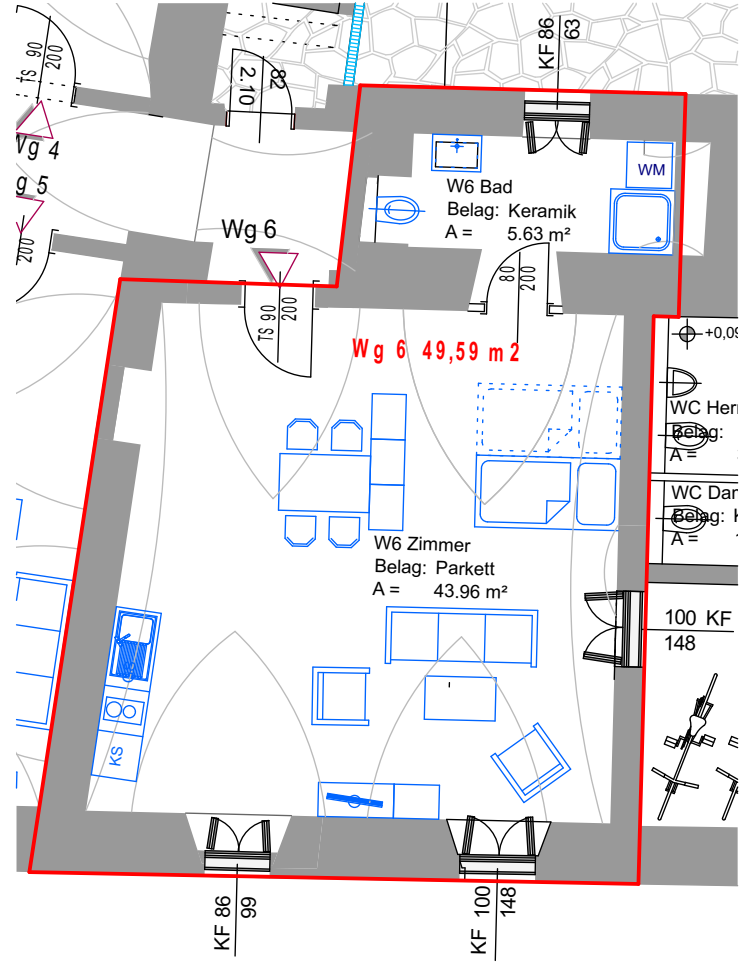 KF 86
63
TS 90
200
82
2.10
Wg 4
g 5
200
Wg 6
W6 Bad
Belag: Keramik
A = 5.63 m²
WM
80
200
TS 90
200
Wg 6 49,59 m2
+0,09
WC Herr
Belag:
A =
WC Dam
Belag: K
A =
W6 Zimmer
Belag: Parkett
A = 43.96 m²
100 KF
148
KS
KF 86
99
KF 100
148